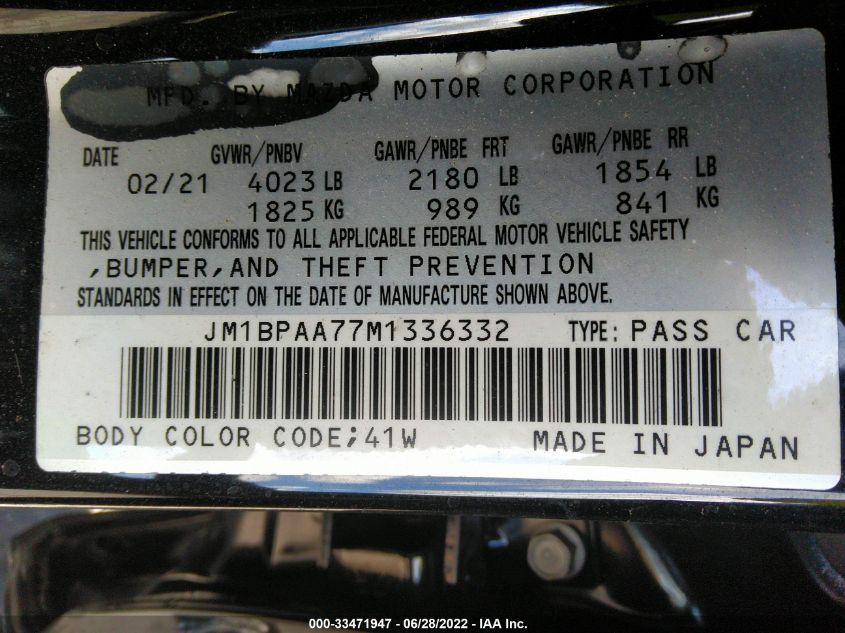 MFD. BY MAZDA MOTOR CORPORATION
DATE GVWR/PNBV GAWR/PNBE FRT GAWR/PNBE RR
02/21 4023 LB 2180 LB 1854 LB
1825 KG 989 KG 841 KG
THIS VEHICLE CONFORMS TO ALL APPLICABLE FEDERAL MOTOR VEHICLE SAFETY
,BUMPER,AND THEFT PREVENTION
STANDARDS IN EFFECT ON THE DATE OF MANUFACTURE SHOWN ABOVE.
JM1BPAA77M1336332 TYPE: PASS CAR
BODY COLOR CODE;41W MADE IN JAPAN
000-33471947 - 06/28/2022 - IAA Inc.